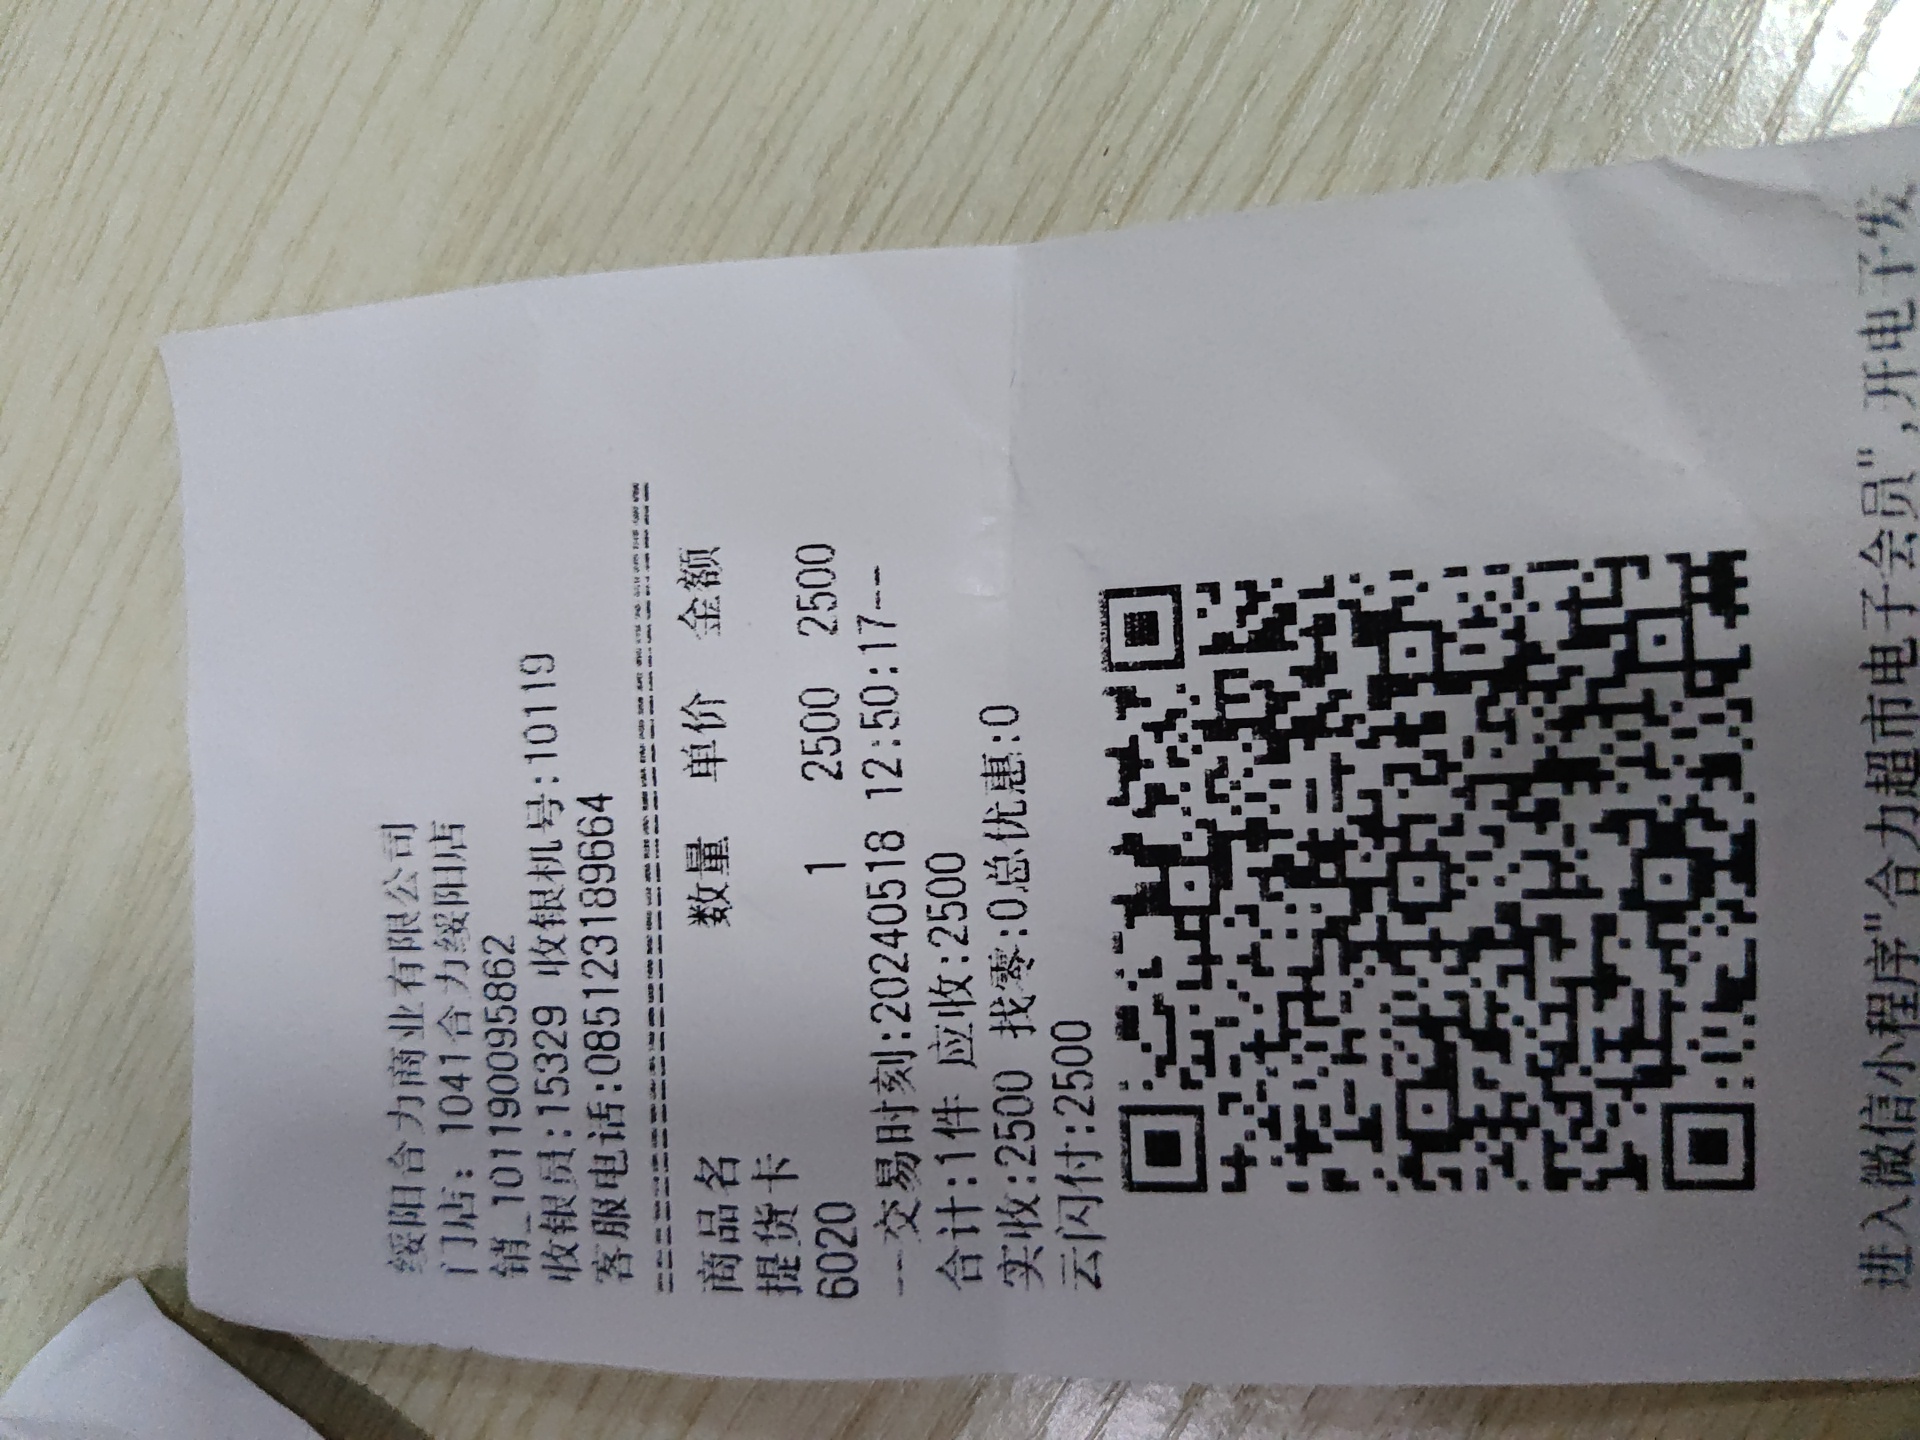 绥阳合力商业有限公司
门店: 1041合力绥阳店
销_101190095862
收银员:15329 收银机号:10119
客服电话:085123189664
================================
商品名 数量 单价 金额
提货卡
6020 1 2500 2500
--交易时刻:20240518 12:50:17--
合计:1件 应收:2500
实收:2500 找零:0总优惠:0
云闪付:2500
进入微信小程序"合力超市电子会员",开电子发